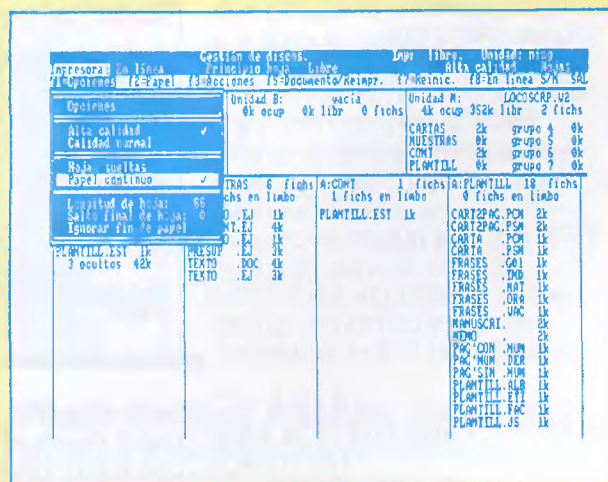 Gestión de discos. Impr libre. Unidad: ning
Impresora: En línea Principio hoja Libre Alta calidad Hojas
f1=Opciones f2=Papel f3=Acciones f5=Documento/Reimpr. f7=Reinic. f8=En línea S/N SAL
Opciones
Alta calidad ✓
Calidad normal
Hojas sueltas
Papel continuo ✓
Longitud de hoja: 66
Salto final de hoja: 0
Ignorar fin de papel
PLANTILL.EST 1k
3 ocultos 42k
Unidad B: vacía
0k ocup 0k libr 0 fichs
Unidad M: LOCOSCRP.V2
4k ocup 352k libr 2 fichs
CARTAS 2k grupo 4 0k
MUESTRAS 0k grupo 5 0k
CONT 2k grupo 6 0k
PLANTILL 0k grupo 7 0k
TRAS 6 fichs
chs en limbo
O .EJ 1k
XT.EJ 4k
O .EJ 1k
PRESUP .EJ 3k
TEXTO .DOC 4k
TEXTO .EJ 3k
A:CONT 1 fichs
1 fichs en limbo
PLANTILL.EST 1k
A:PLANTILL 18 fichs
0 fichs en limbo
CART2PAG.PCM 2k
CART2PAG.PSM 2k
CARTA .PCM 1k
CARTA .PSM 1k
FRASES .G01 1k
FRASES .IMD 1k
FRASES .MAT 1k
FRASES .ORA 1k
FRASES .VAC 1k
MANUSCRI. 2k
MEMO . 2k
PAG'CON .NUM 1k
PAG'NUM .DER 1k
PAG'SIN .NUM 1k
PLANTILL.ALB 1k
PLANTILL.ETI 1k
PLANTILL.FAC 1k
PLANTILL.JS 1k